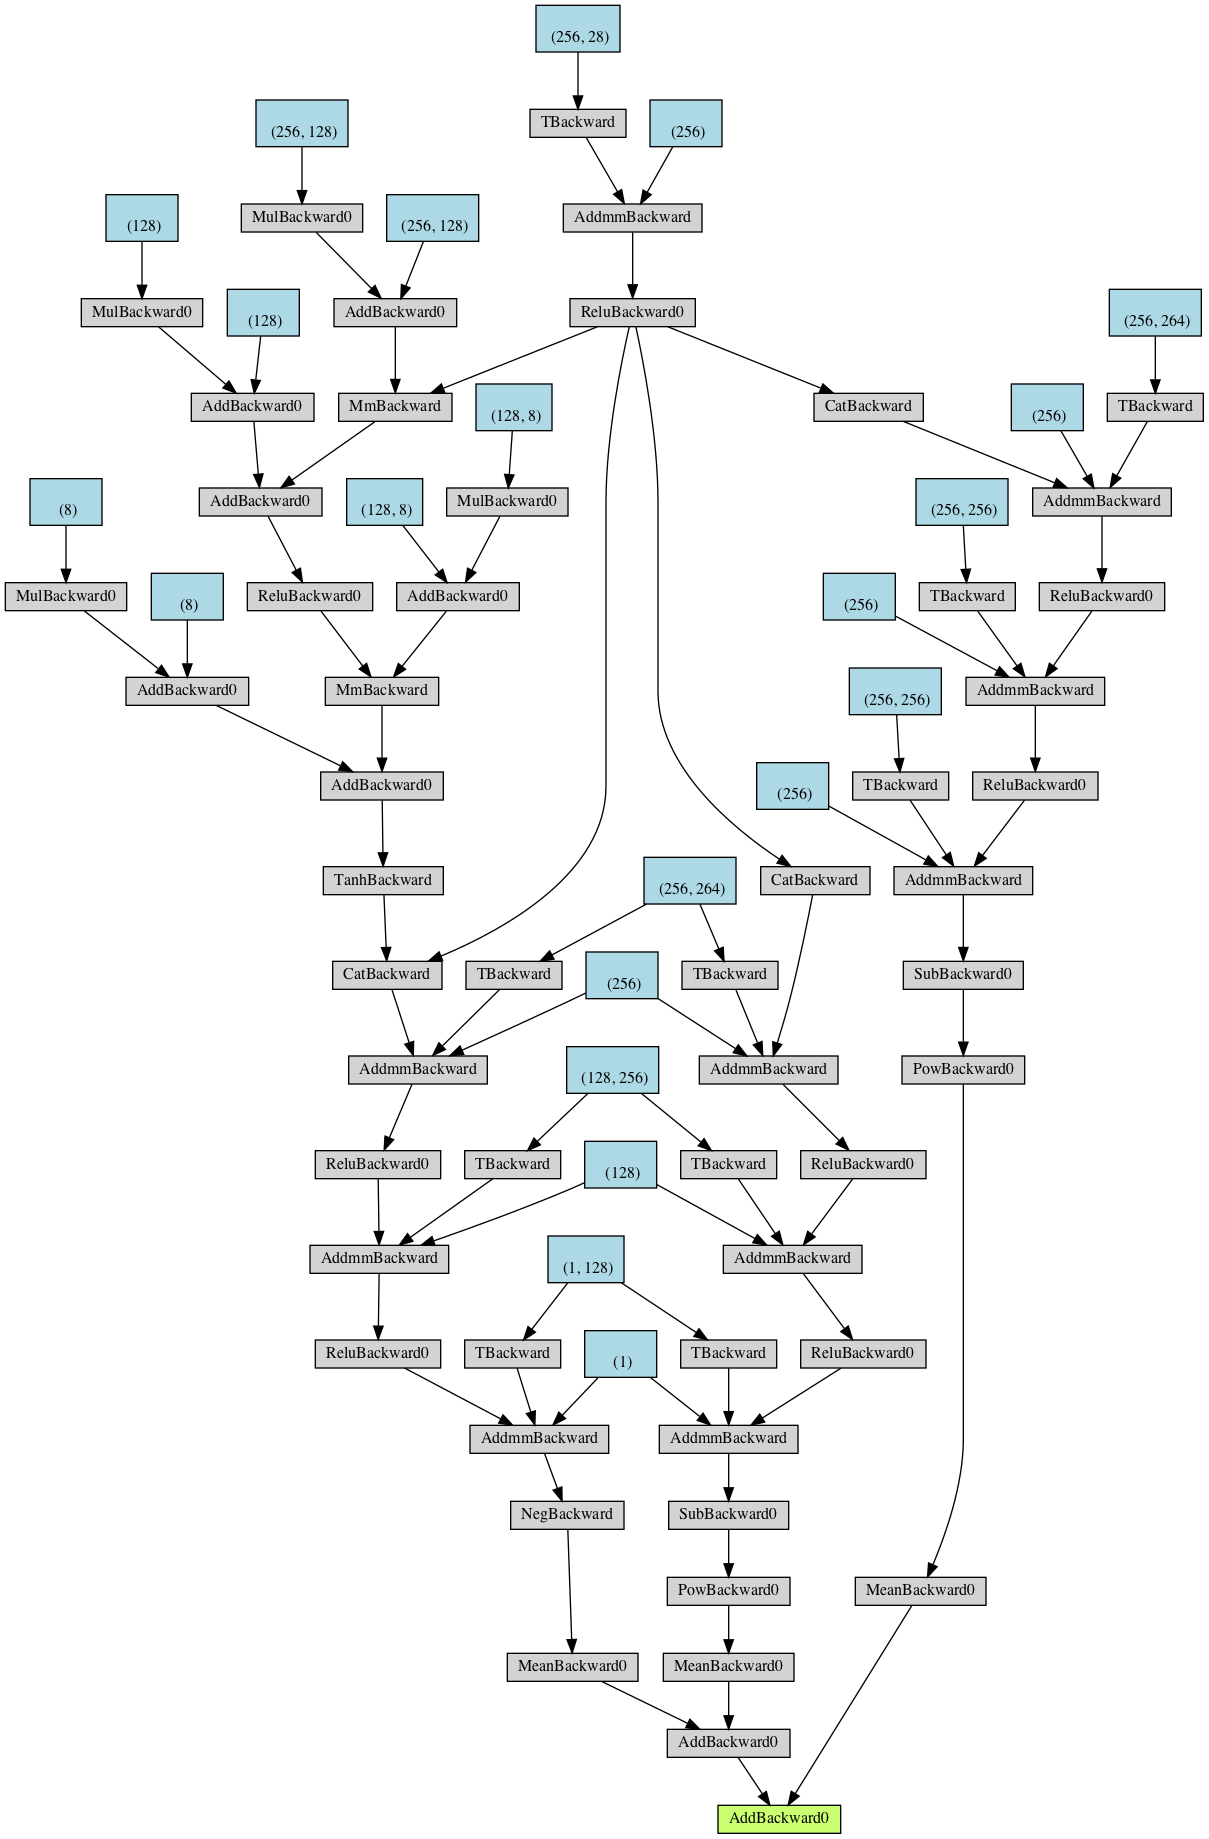 (256, 28)
TBackward
(256)
(256, 128)
MulBackward0
(256, 128)
AddmmBackward
(128)
MulBackward0
(128)
AddBackward0
ReluBackward0
(256, 264)
AddBackward0
MmBackward
(128, 8)
CatBackward
(256)
TBackward
(8)
AddBackward0
(128, 8)
MulBackward0
(256, 256)
AddmmBackward
MulBackward0
(8)
ReluBackward0
AddBackward0
(256)
TBackward
ReluBackward0
AddBackward0
MmBackward
(256, 256)
AddmmBackward
AddBackward0
(256)
TBackward
ReluBackward0
TanhBackward
(256, 264)
CatBackward
AddmmBackward
CatBackward
TBackward
(256)
TBackward
SubBackward0
AddmmBackward
(128, 256)
AddmmBackward
PowBackward0
ReluBackward0
TBackward
(128)
TBackward
ReluBackward0
AddmmBackward
(1, 128)
AddmmBackward
ReluBackward0
TBackward
(1)
TBackward
ReluBackward0
AddmmBackward
AddmmBackward
NegBackward
SubBackward0
PowBackward0
MeanBackward0
MeanBackward0
MeanBackward0
AddBackward0
AddBackward0